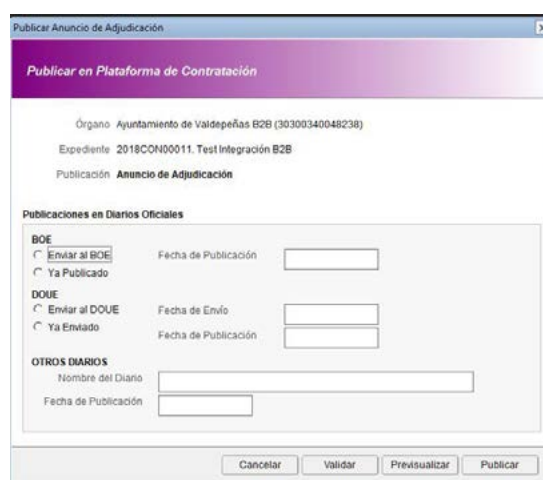 Publicar Anuncio de Adjudicación
Publicar en Plataforma de Contratación
Órgano Ayuntamiento de Valdepeñas B2B (30300340048238)
Expediente 2018CON00011. Test Integración B2B
Publicación Anuncio de Adjudicación
Publicaciones en Diarios Oficiales
BOE
Enviar al BOE Fecha de Publicación
Ya Publicado
DOUE
Enviar al DOUE Fecha de Envío
Ya Enviado
Fecha de Publicación
OTROS DIARIOS
Nombre del Diario
Fecha de Publicación
Cancelar Validar Previsualizar Publicar